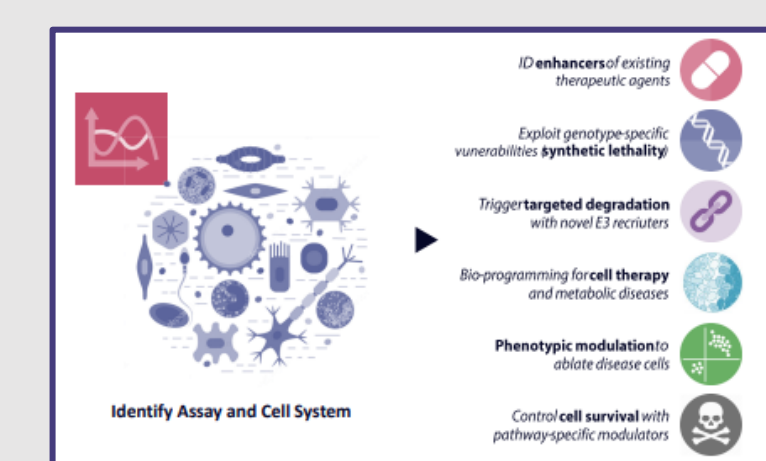 ID enhancers of existing
therapeutic agents
Exploit genotype-specific
vunerabilities (synthetic lethality)
Trigger targeted degradation
with novel E3 recriuters
Bio-programming for cell therapy
and metabolic diseases
Phenotypic modulation to
ablate disease cells
Identify Assay and Cell System
Control cell survival with
pathway-specific modulators